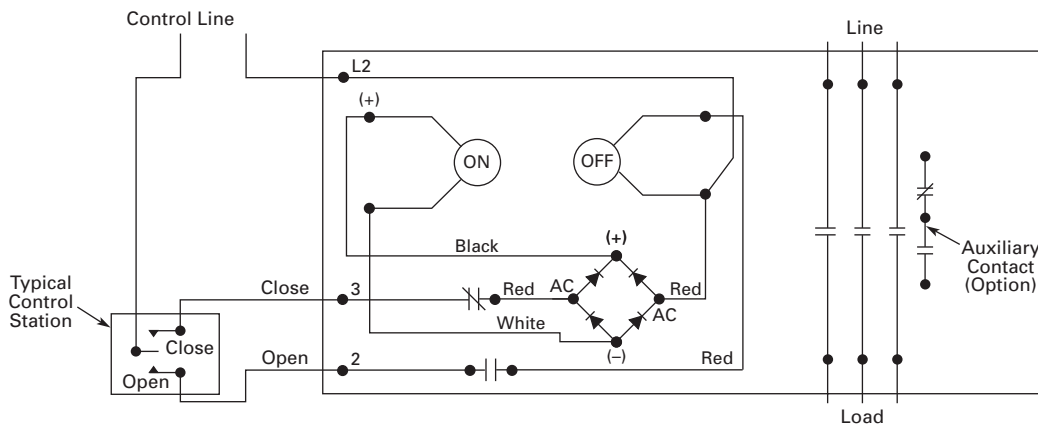 Control Line
Line
L2
(+)
ON
OFF
Black
(+)
Typical
Control
Station
Close
3
Red
AC
AC
Red
Auxiliary
Contact
(Option)
White
Close
Open
Open
2
(–)
Red
Load